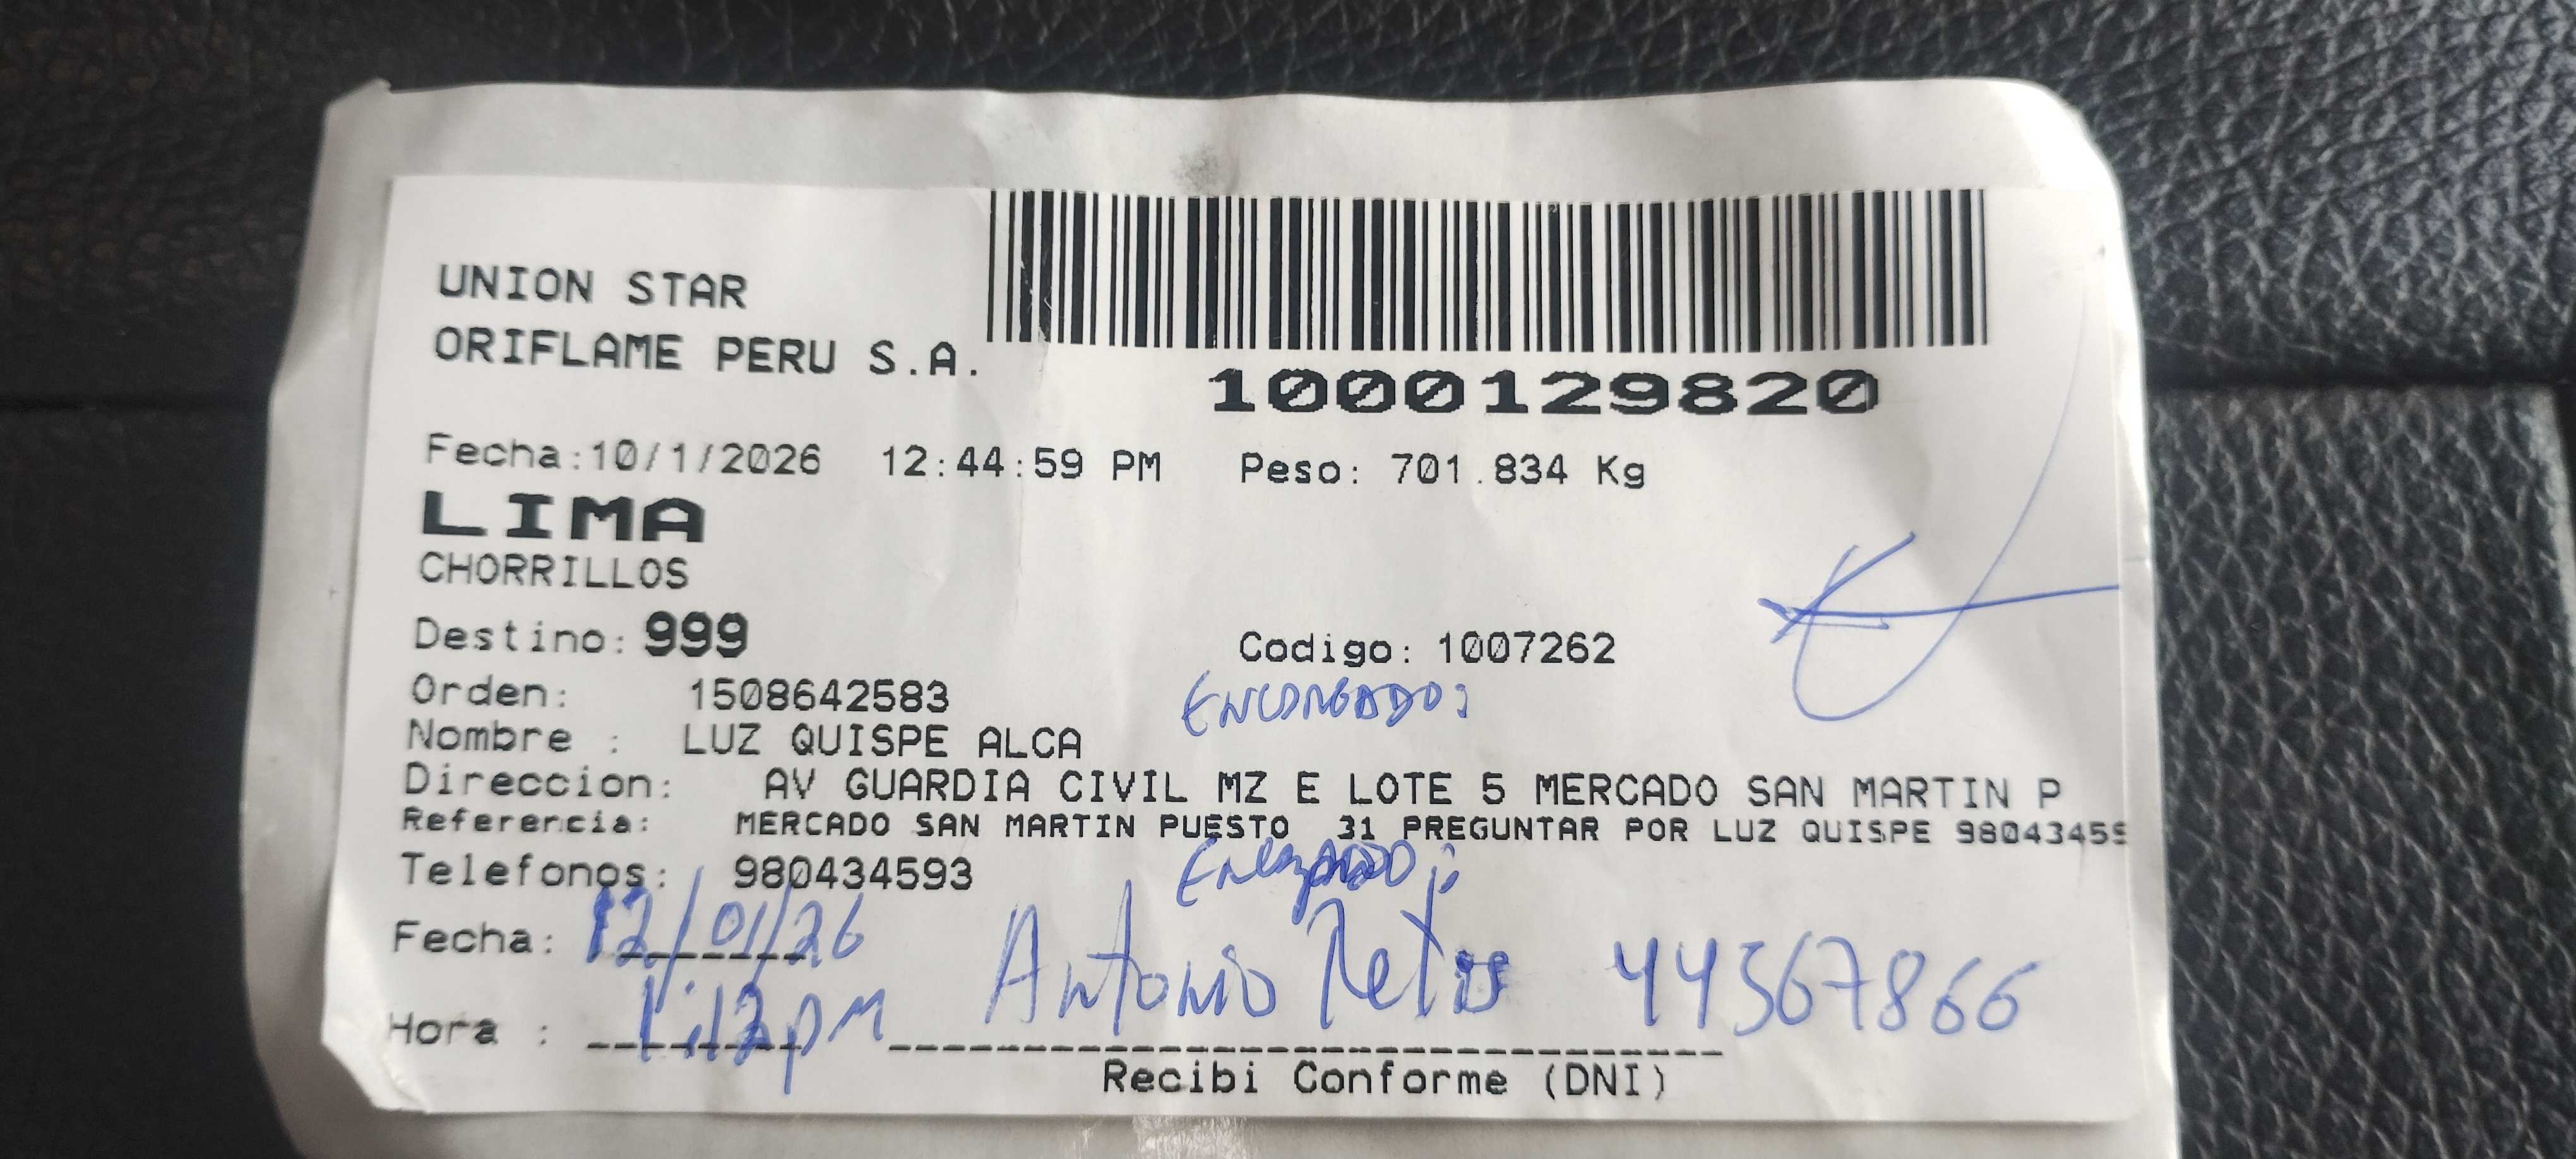 UNION STAR
ORIFLAME PERU S.A.
1000129820
Fecha:10/1/2026 12:44:59 PM Peso: 701.834 Kg
LIMA
CHORRILLOS
Destino: 999 Codigo: 1007262
Orden: 1508642583 ENCARGADO:
Nombre : LUZ QUISPE ALCA
Direccion: AV GUARDIA CIVIL MZ E LOTE 5 MERCADO SAN MARTIN P
Referencia: MERCADO SAN MARTIN PUESTO 31 PREGUNTAR POR LUZ QUISPE 98043459
Telefonos: 980434593 Encargado:
Fecha: 12/01/26 Antonio 44367866
Hora : 1:12pm
Recibi Conforme (DNI)